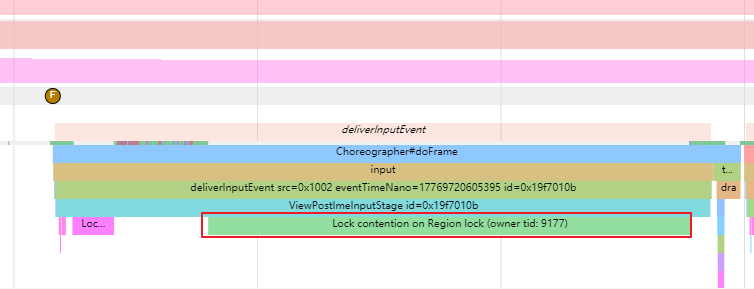 F
deliverInputEvent
Choreographer#doFrame
input
t...
deliverInputEvent src=0x1002 eventTimeNano=17769720605395 id=0x19f7010b
dra
ViewPostImeInputStage id=0x19f7010b
Loc...
Lock contention on Region lock (owner tid: 9177)